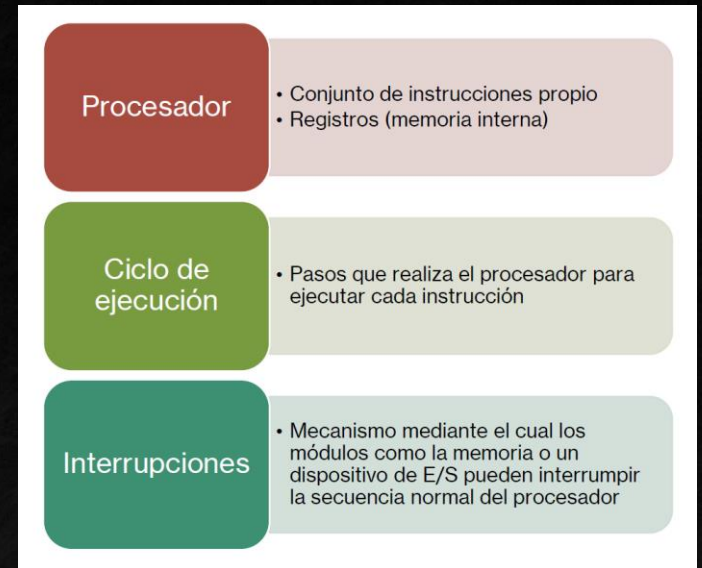 Procesador
• Conjunto de instrucciones propio
• Registros (memoria interna)
Ciclo de
ejecución
• Pasos que realiza el procesador para
ejecutar cada instrucción
Interrupciones
• Mecanismo mediante el cual los
módulos como la memoria o un
dispositivo de E/S pueden interrumpir
la secuencia normal del procesador